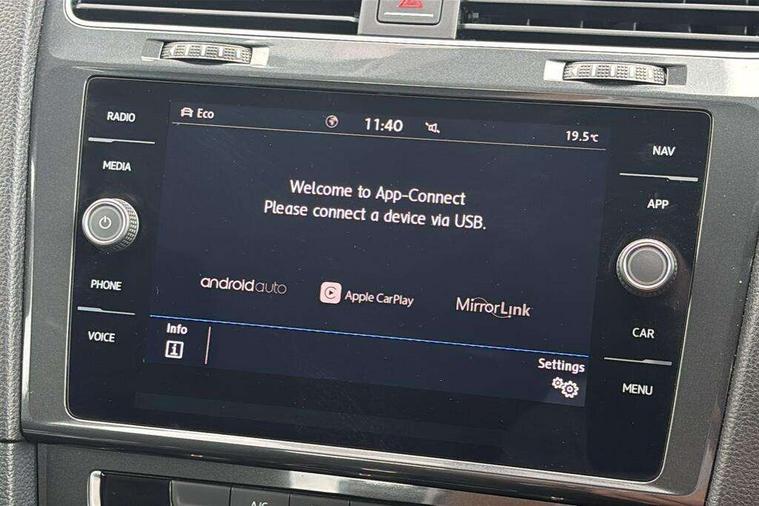 RADIO
MEDIA
PHONE
VOICE
Eco
11:40
19.5°C
Welcome to App-Connect
Please connect a device via USB.
androidauto
Apple CarPlay
MirrorLink
Info
Settings
NAV
APP
CAR
MENU
A/C